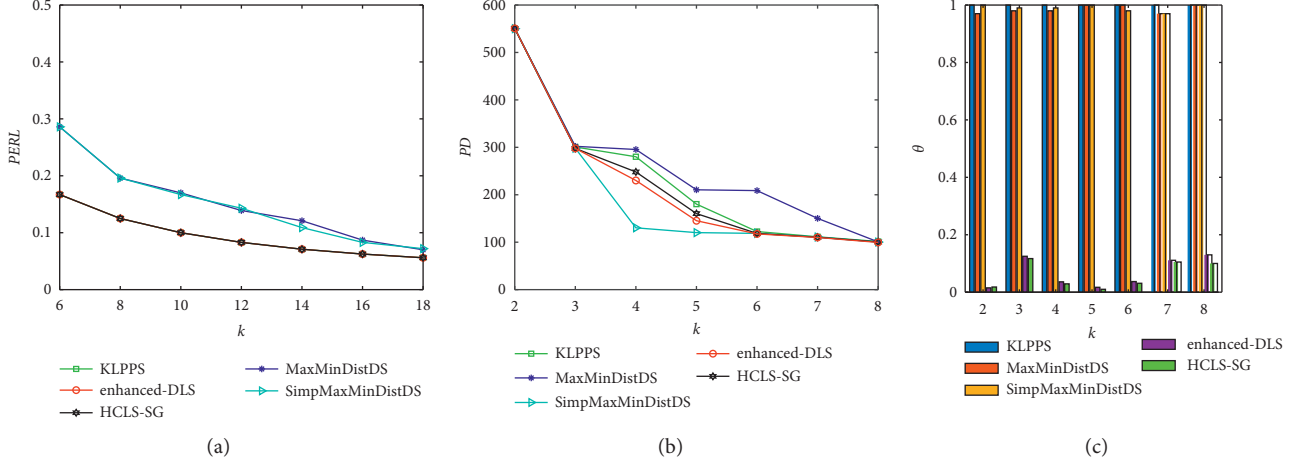 0.5
0.4
0.3
0.2
0.1
0
PERL
6 8 10 12 14 16 18
k
KLPPS
enhanced-DLS
HCLS-SG
MaxMinDistDS
SimpMaxMinDistDS
(a)
600
500
400
300
200
100
0
PD
2 3 4 5 6 7 8
k
KLPPS
MaxMinDistDS
SimpMaxMinDistDS
enhanced-DLS
HCLS-SG
(b)
1
0.8
0.6
0.4
0.2
0
θ
2 3 4 5 6 7 8
k
KLPPS
MaxMinDistDS
SimpMaxMinDistDS
enhanced-DLS
HCLS-SG
(c)